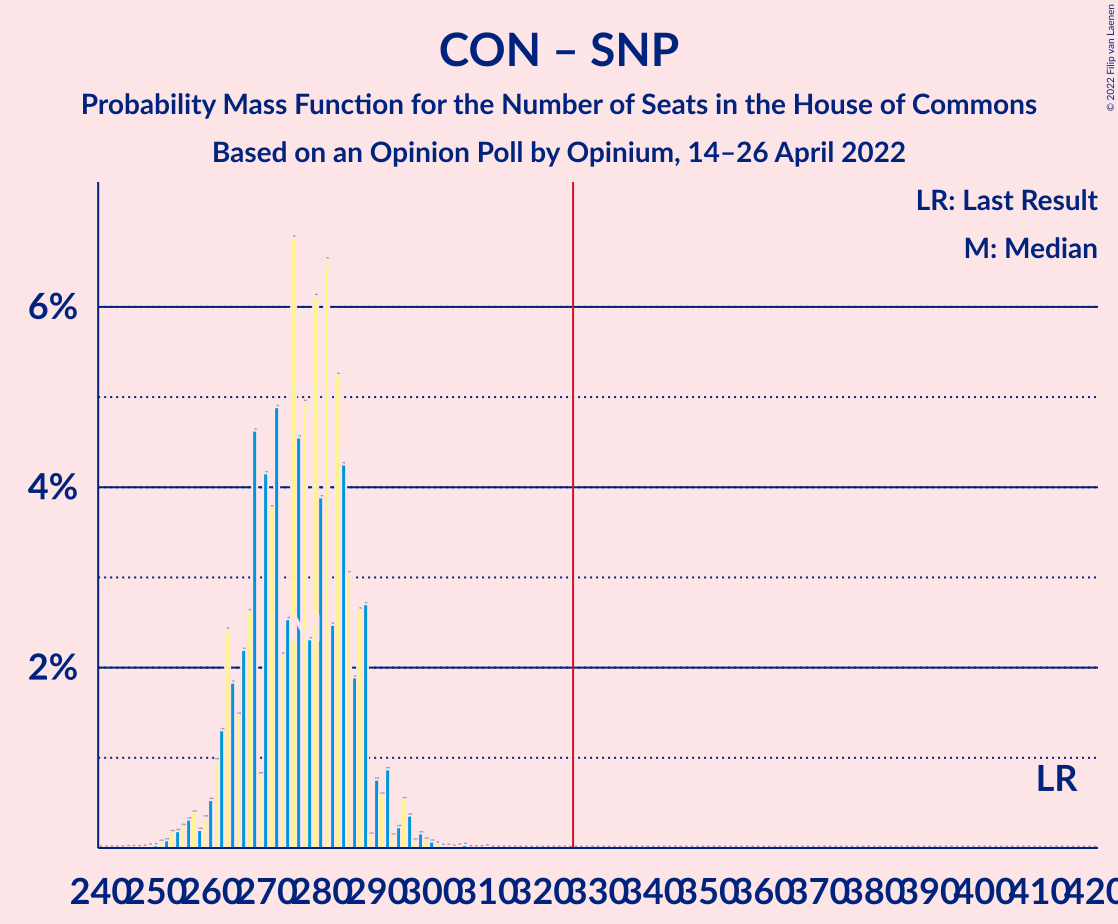 CON – SNP
Probability Mass Function for the Number of Seats in the House of Commons
Based on an Opinion Poll by Opinium, 14–26 April 2022
© 2022 Filip van Laenen
LR: Last Result
M: Median
6%
4%
2%
M
LR
240 250 260 270 280 290 300 310 320 330 340 350 360 370 380 390 400 410 420